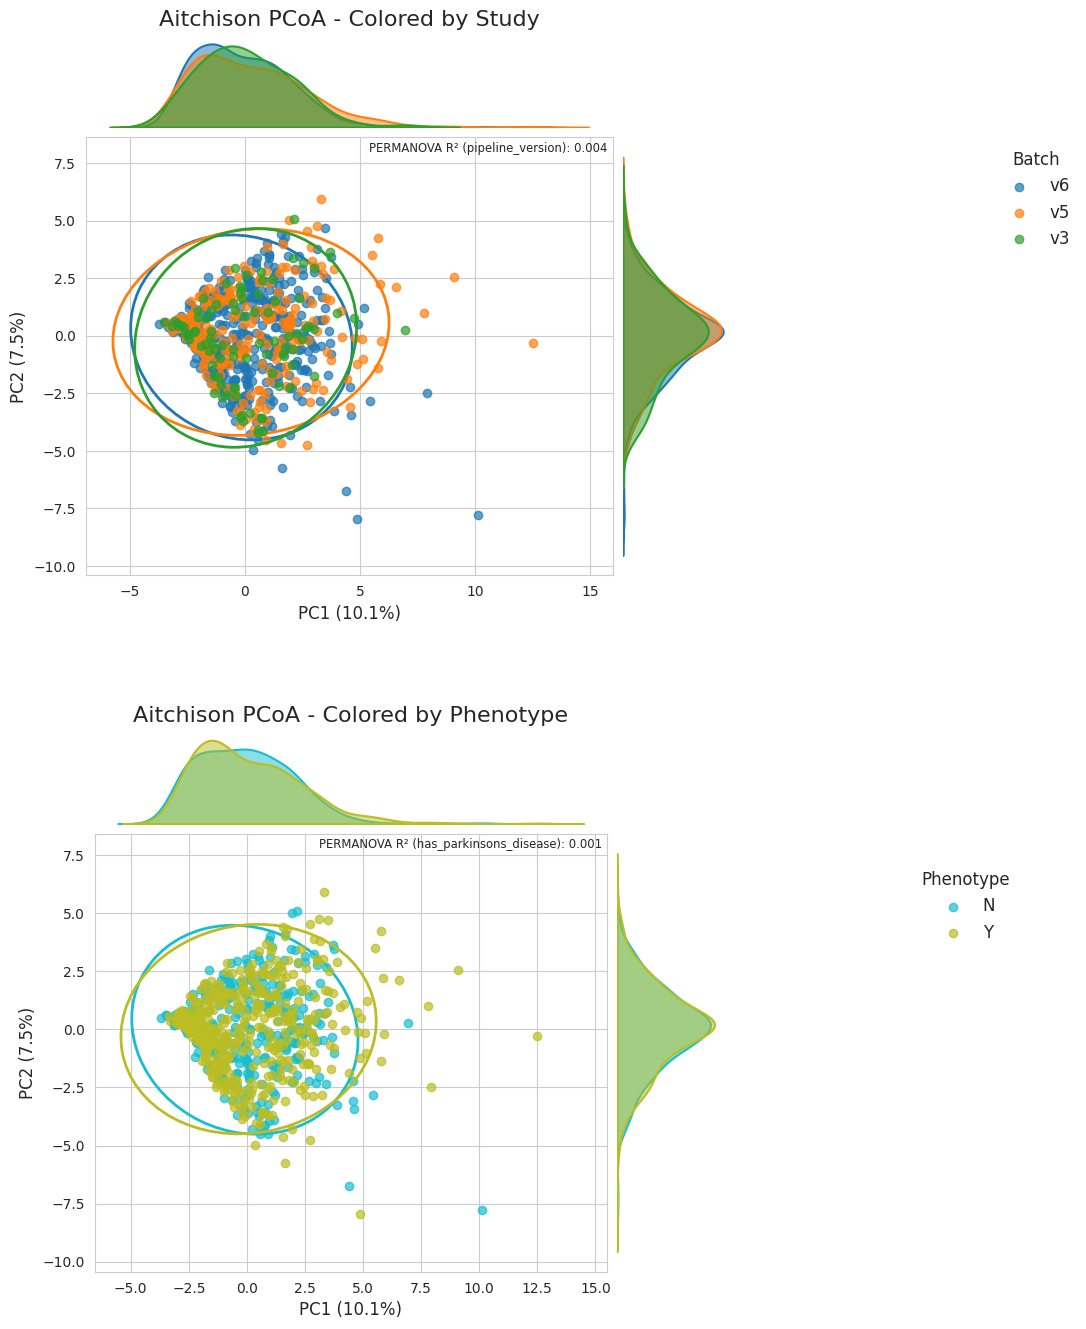 Aitchison PCoA - Colored by Study
PERMANOVA R² (pipeline_version): 0.004
Batch
v6
v5
v3
7.5
5.0
2.5
0.0
−2.5
−5.0
−7.5
−10.0
PC2 (7.5%)
−5 0 5 10 15
PC1 (10.1%)
Aitchison PCoA - Colored by Phenotype
PERMANOVA R² (has_parkinsons_disease): 0.001
Phenotype
N
Y
7.5
5.0
2.5
0.0
−2.5
−5.0
−7.5
−10.0
PC2 (7.5%)
−5.0 −2.5 0.0 2.5 5.0 7.5 10.0 12.5 15.0
PC1 (10.1%)